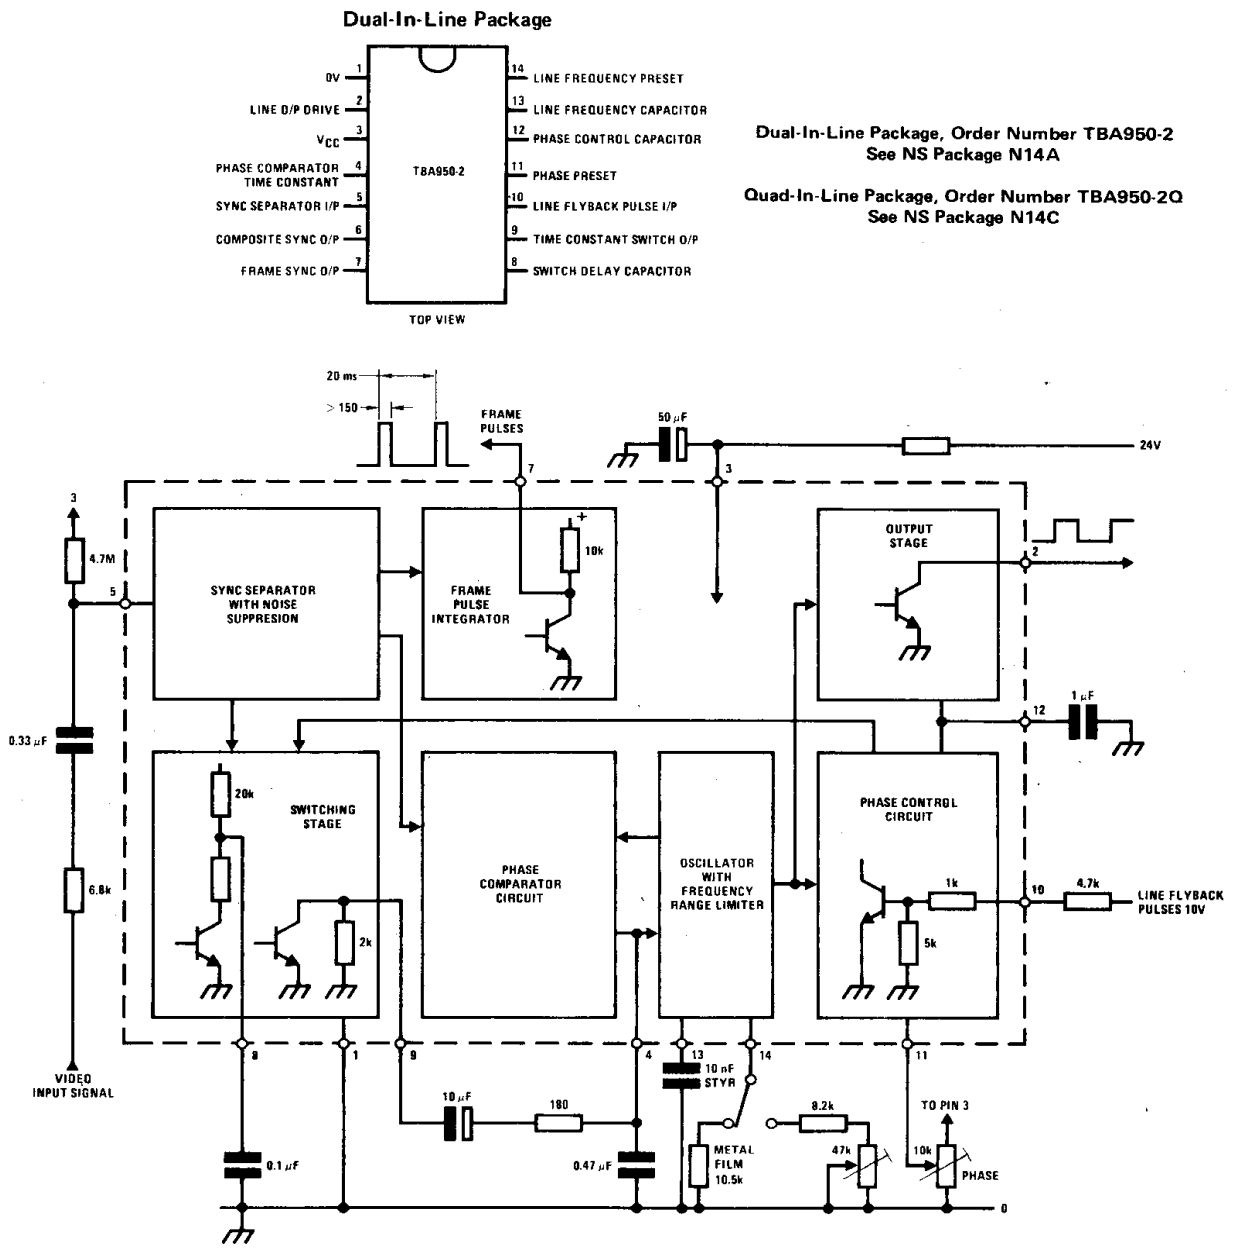 Dual-In-Line Package
1
0V
2
LINE O/P DRIVE
3
VCC
4
PHASE COMPARATOR
TIME CONSTANT
5
SYNC SEPARATOR I/P
6
COMPOSITE SYNC O/P
7
FRAME SYNC O/P
TBA950-2
14
LINE FREQUENCY PRESET
13
LINE FREQUENCY CAPACITOR
12
PHASE CONTROL CAPACITOR
11
PHASE PRESET
10
LINE FLYBACK PULSE I/P
9
TIME CONSTANT SWITCH O/P
8
SWITCH DELAY CAPACITOR
TOP VIEW
Dual-In-Line Package, Order Number TBA950-2
See NS Package N14A
Quad-In-Line Package, Order Number TBA950-2Q
See NS Package N14C
20 ms
> 150
FRAME
PULSES
7
50 μF
3
24V
3
4.7M
5
SYNC SEPARATOR
WITH NOISE
SUPPRESION
FRAME
PULSE
INTEGRATOR
+
10k
OUTPUT
STAGE
2
12
1 μF
0.33 μF
6.8k
VIDEO
INPUT SIGNAL
20k
SWITCHING
STAGE
2k
PHASE
COMPARATOR
CIRCUIT
OSCILLATOR
WITH
FREQUENCY
RANGE LIMITER
PHASE CONTROL
CIRCUIT
1k
5k
10
4.7k
LINE FLYBACK
PULSES 10V
8
1
9
4
13
14
11
10 nF
STYR
10 μF
180
0.1 μF
0.47 μF
METAL
FILM
10.5k
8.2k
47k
TO PIN 3
10k
PHASE
0